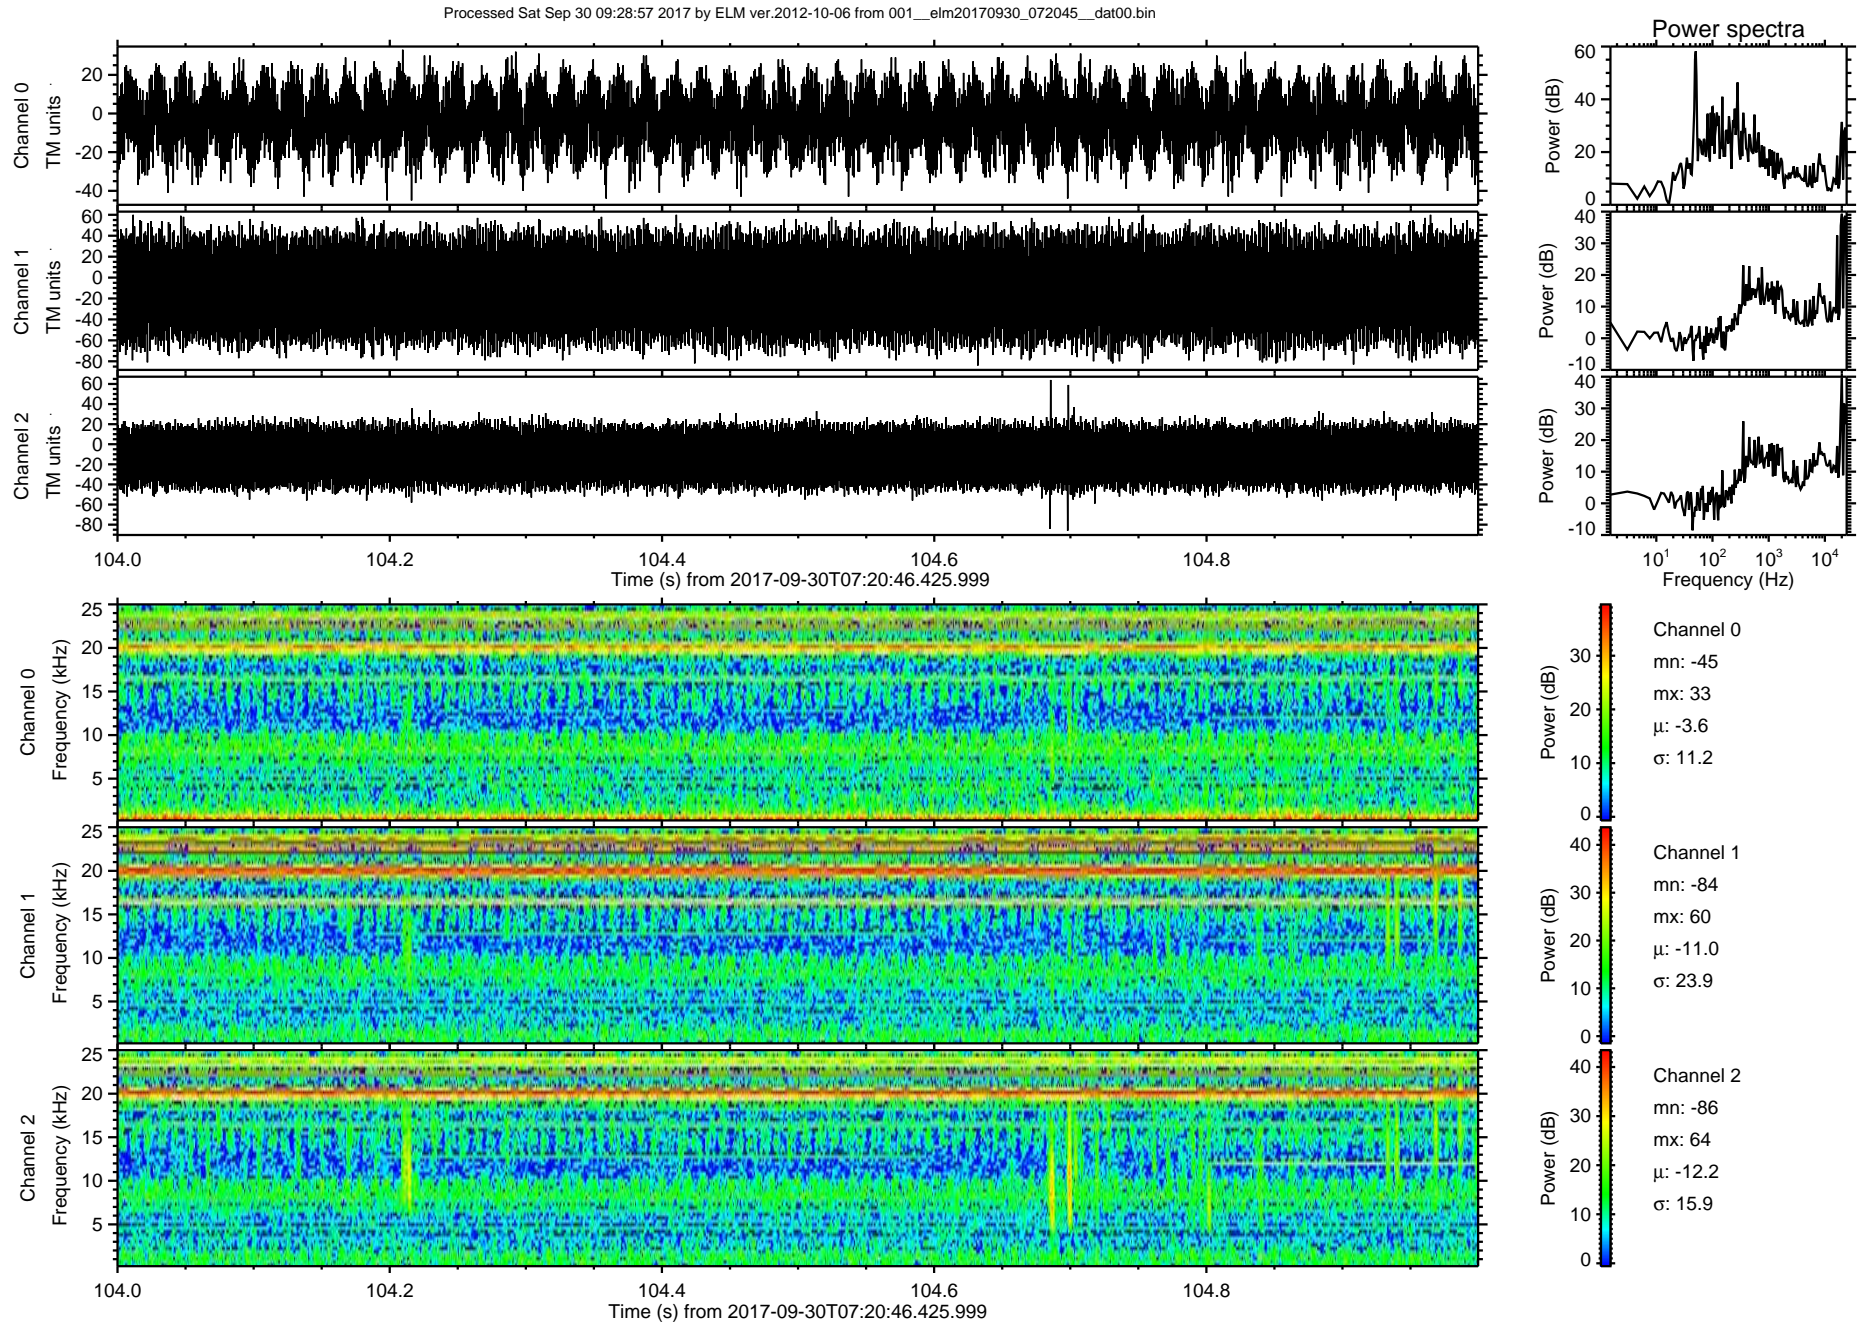 Processed Sat Sep 30 09:28:57 2017 by ELM ver.2012-10-06 from 001__elm20170930_072045__dat00.bin
Power spectra
Channel 0
TM units
20
0
-20
-40
Power (dB)
60
40
20
0
Channel 1
TM units
60
40
20
0
-20
-40
-60
-80
Power (dB)
40
30
20
10
0
-10
Channel 2
TM units
60
40
20
0
-20
-40
-60
-80
Power (dB)
40
30
20
10
0
-10
104.0 104.2 104.4 104.6 104.8
Time (s) from 2017-09-30T07:20:46.425.999
10^1 10^2 10^3 10^4
Frequency (Hz)
Channel 0
Frequency (kHz)
25
20
15
10
5
Power (dB)
30
20
10
0
Channel 0
mn: -45
mx: 33
μ: -3.6
σ: 11.2
Channel 1
Frequency (kHz)
25
20
15
10
5
Power (dB)
40
30
20
10
0
Channel 1
mn: -84
mx: 60
μ: -11.0
σ: 23.9
Channel 2
Frequency (kHz)
25
20
15
10
5
Power (dB)
40
30
20
10
0
Channel 2
mn: -86
mx: 64
μ: -12.2
σ: 15.9
104.0 104.2 104.4 104.6 104.8
Time (s) from 2017-09-30T07:20:46.425.999